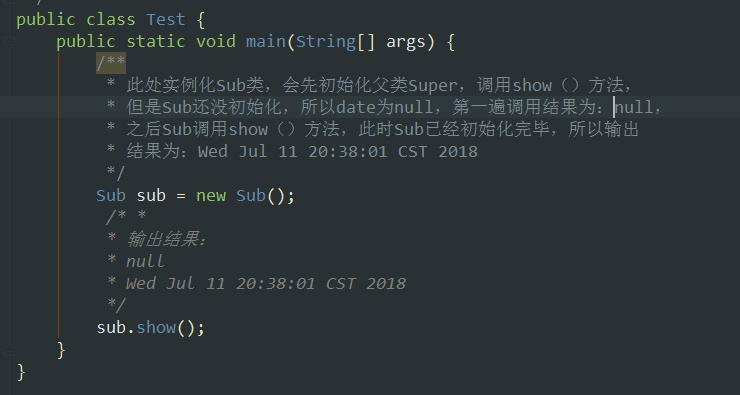 */
public class Test {
public static void main(String[] args) {
/**
* 此处实例化Sub类，会先初始化父类Super，调用show（）方法，
* 但是Sub还没初始化，所以date为null，第一遍调用结果为：null，
* 之后Sub调用show（）方法，此时Sub已经初始化完毕，所以输出
* 结果为：Wed Jul 11 20:38:01 CST 2018
*/
Sub sub = new Sub();
/* *
* 输出结果：
* null
* Wed Jul 11 20:38:01 CST 2018
*/
sub.show();
}
}